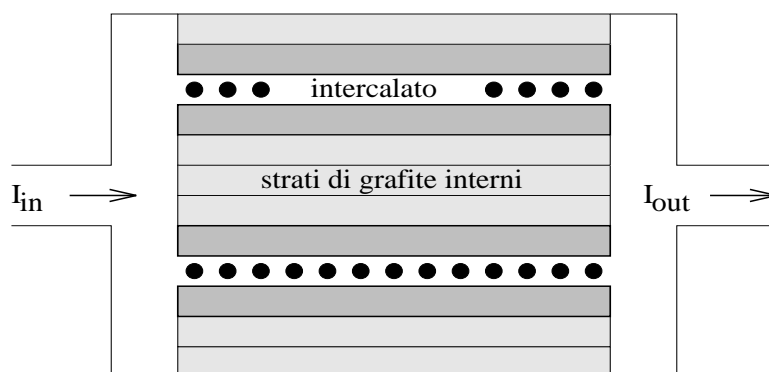 intercalato
strati di grafite interni
I_in
I_out